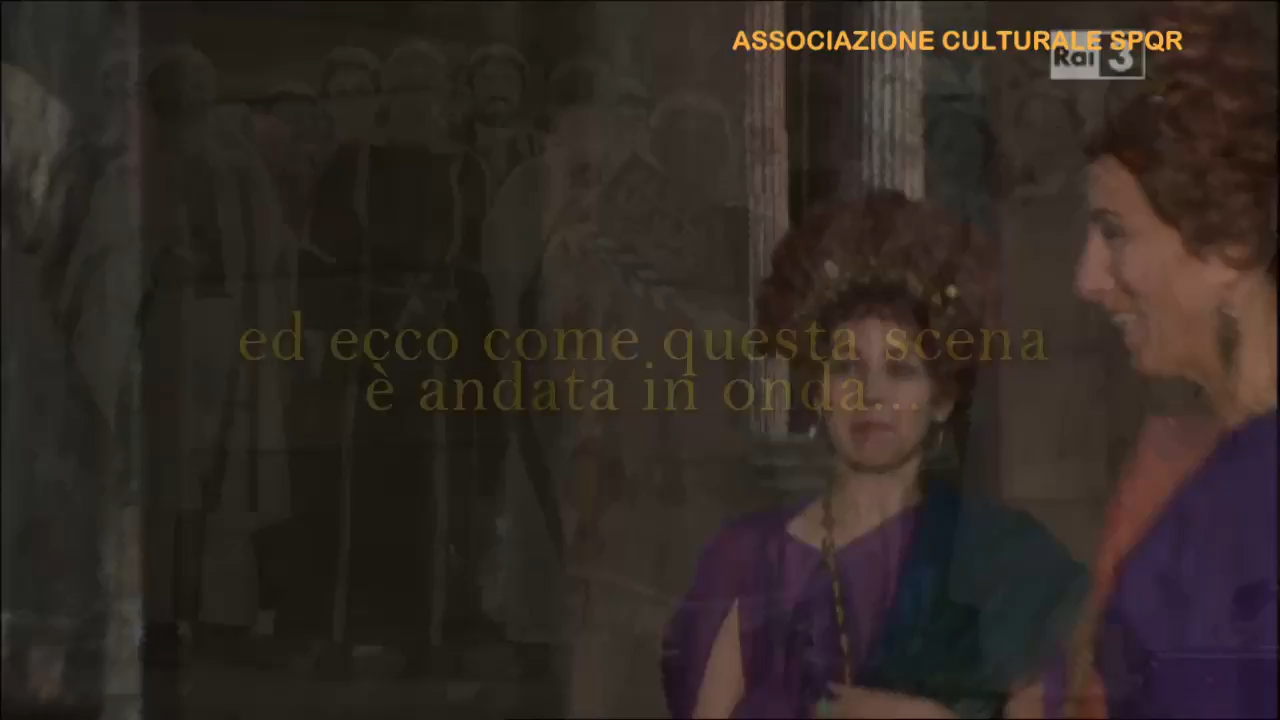 ASSOCIAZIONE CULTURALE SPQR
Rai 3
ed ecco come questa scena
è andata in onda...